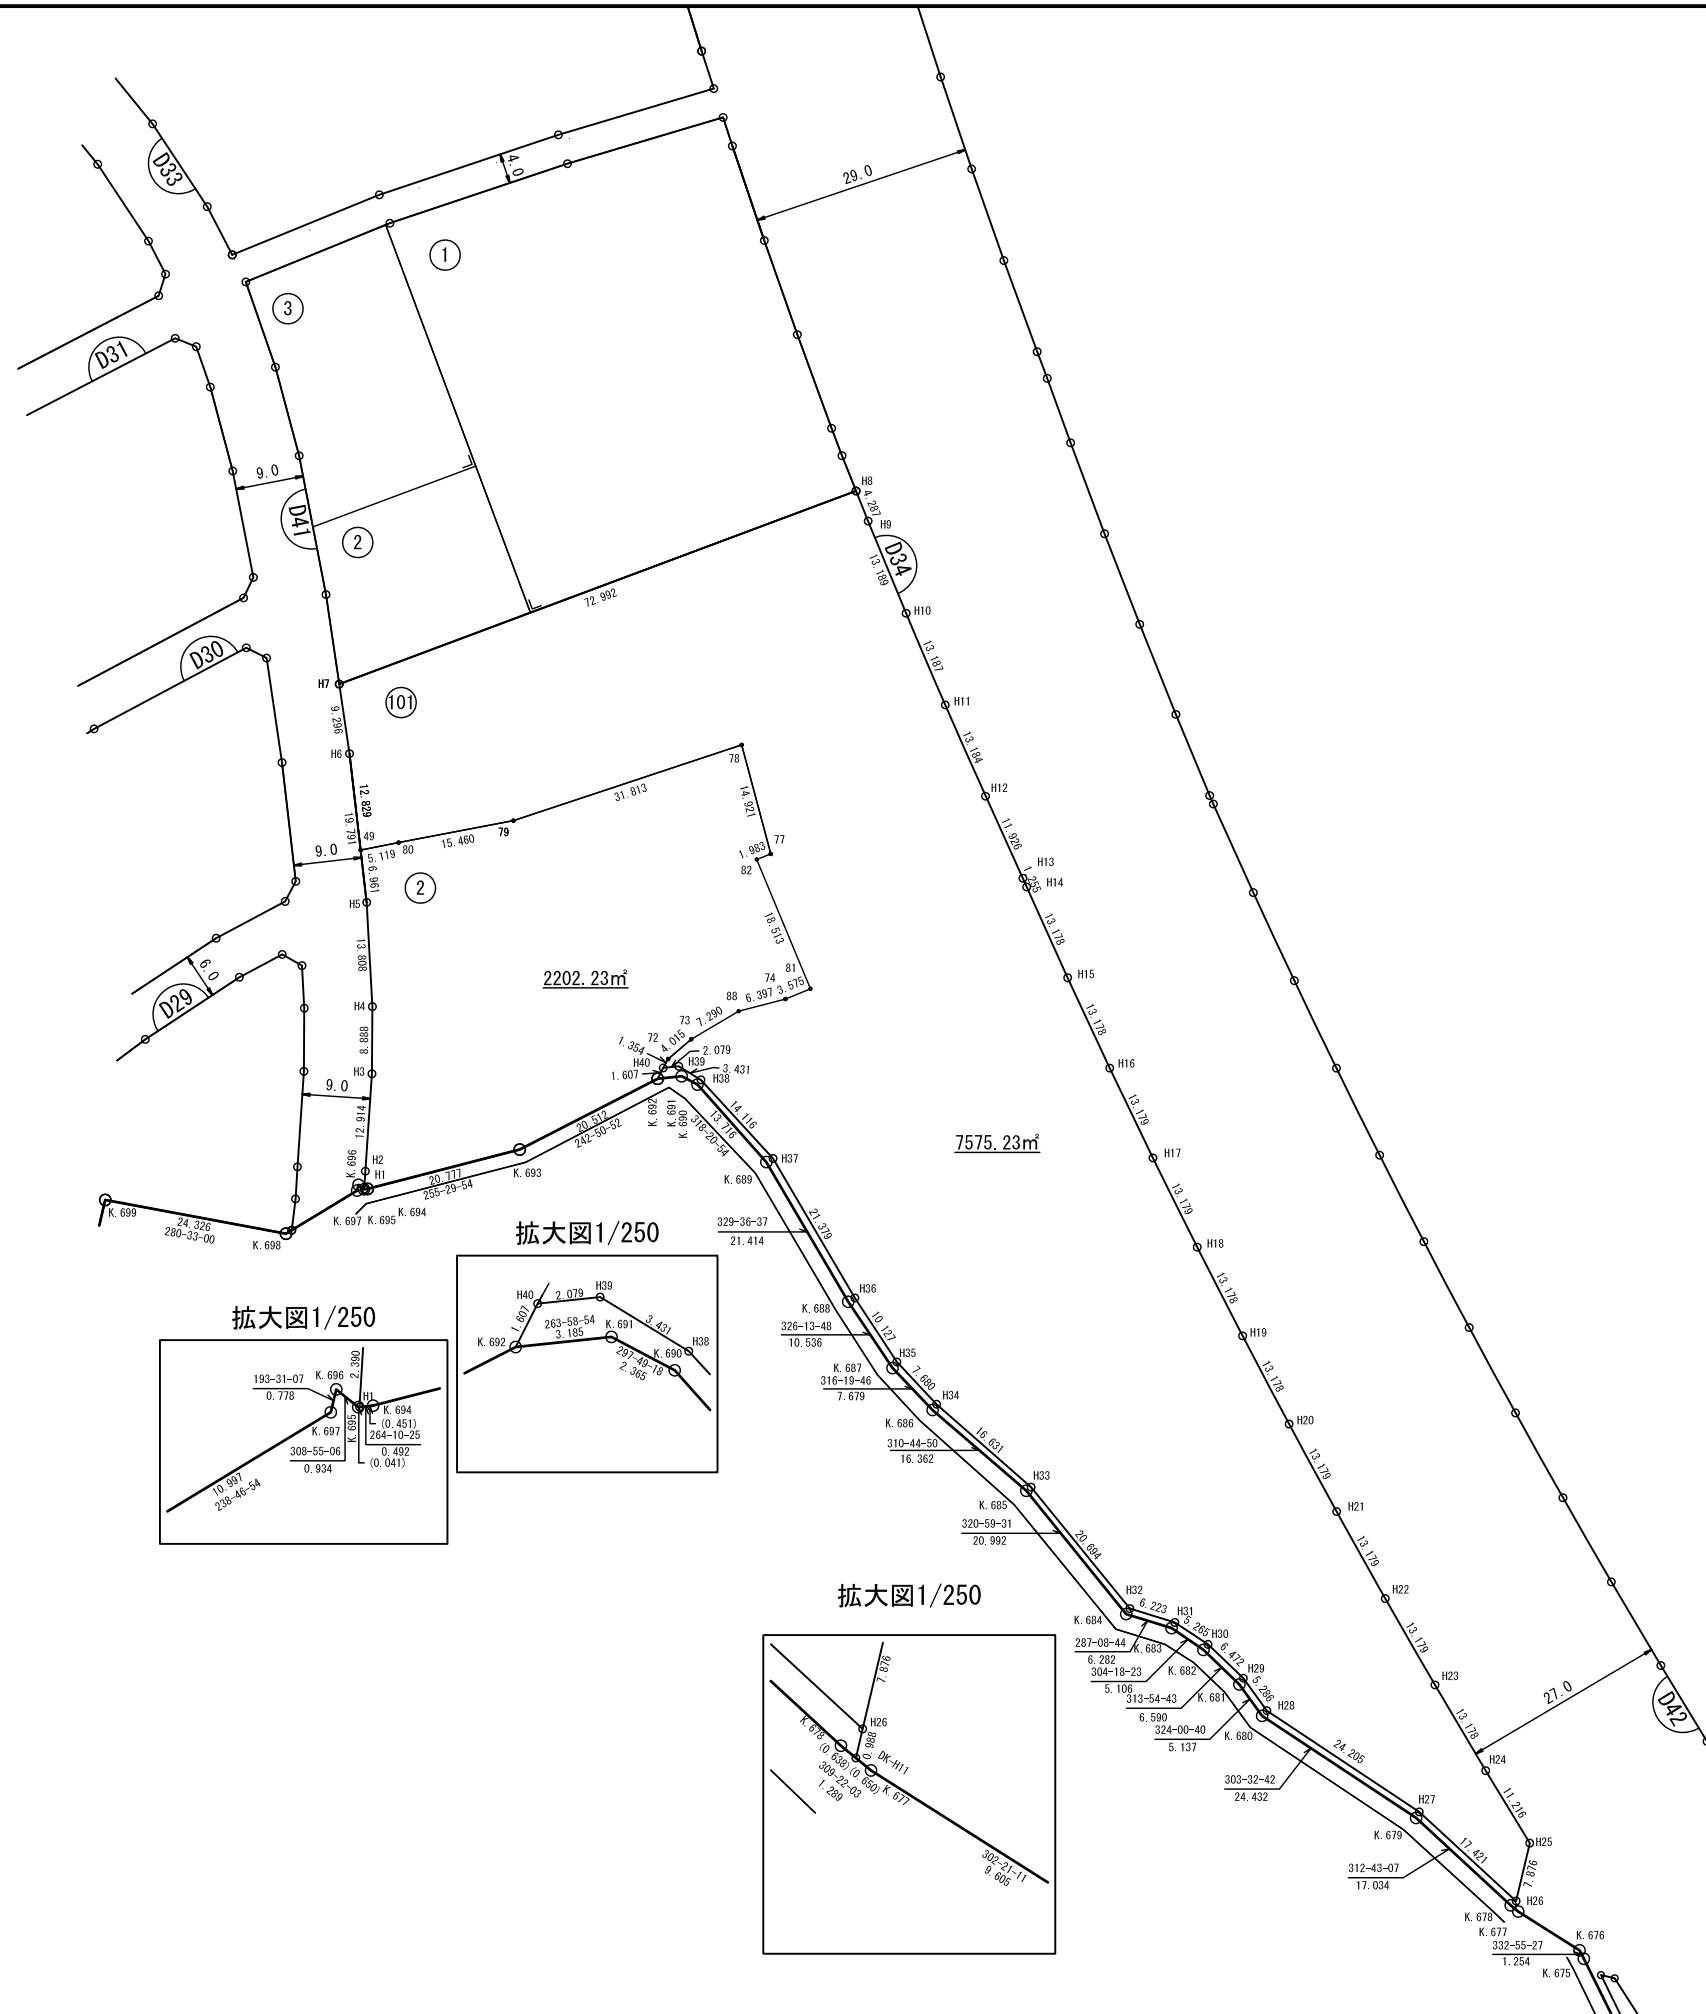 D33
4.0
29.0
①
③
D31
9.0
D41
②
H8
4.287
H9
D34
13.189
H10
72.992
D30
H7
⑩①
13.187
H11
9.296
H6
78
13.184
31.813
H12
12.829
19.791
14.921
79
49
80
15.460
5.119
9.0
77
1.983
82
11.926
H13
1.255
H14
6.961
②
H5
18.513
13.178
13.808
6.0
2202.23㎡
81
74
H15
3.575
6.397
88
D29
H4
7.290
73
13.178
8.888
4.015
72
1.354
2.079
H40
H39
3.431
H38
1.607
H16
H3
9.0
K.692
K.691
K.690
14.116
13.716
318-20-54
13.179
12.914
20.512
242-50-52
7575.23㎡
H17
H37
K.696
H2
H1
20.777
255-29-54
K.693
K.689
13.179
K.699
K.697
K.695
K.694
24.326
280-33-00
K.698
329-36-37
21.414
21.379
H18
拡大図1/250
H36
13.178
H40
2.079
H39
K.688
1.607
263-58-54
3.185
K.691
3.431
H38
K.692
K.690
297-49-18
2.365
拡大図1/250
326-13-48
10.536
10.127
H19
H35
K.687
316-19-46
7.679
7.680
13.178
2.390
K.696
193-31-07
0.778
H1
K.694
K.697
K.695
(0.451)
264-10-25
0.492
(0.041)
308-55-06
0.934
10.997
238-46-54
H34
K.686
310-44-50
16.362
16.631
H20
13.179
H33
K.685
320-59-31
20.992
H21
20.694
13.179
拡大図1/250
H32
H22
6.223
H31
K.684
5.265
H30
287-08-44
6.282
K.683
6.472
13.179
304-18-23
5.106
K.682
H29
H23
313-54-43
6.590
K.681
5.286
H28
27.0
D42
324-00-40
5.137
K.680
13.178
7.876
H26
H24
K.678
0.988
DK-H11
(0.638)
(0.650)
309-22-03
1.289
K.677
24.205
303-32-42
24.432
11.216
H27
K.679
H25
302-21-11
9.605
17.421
312-43-07
17.034
7.876
H26
K.678
K.677
K.676
332-55-27
1.254
K.675